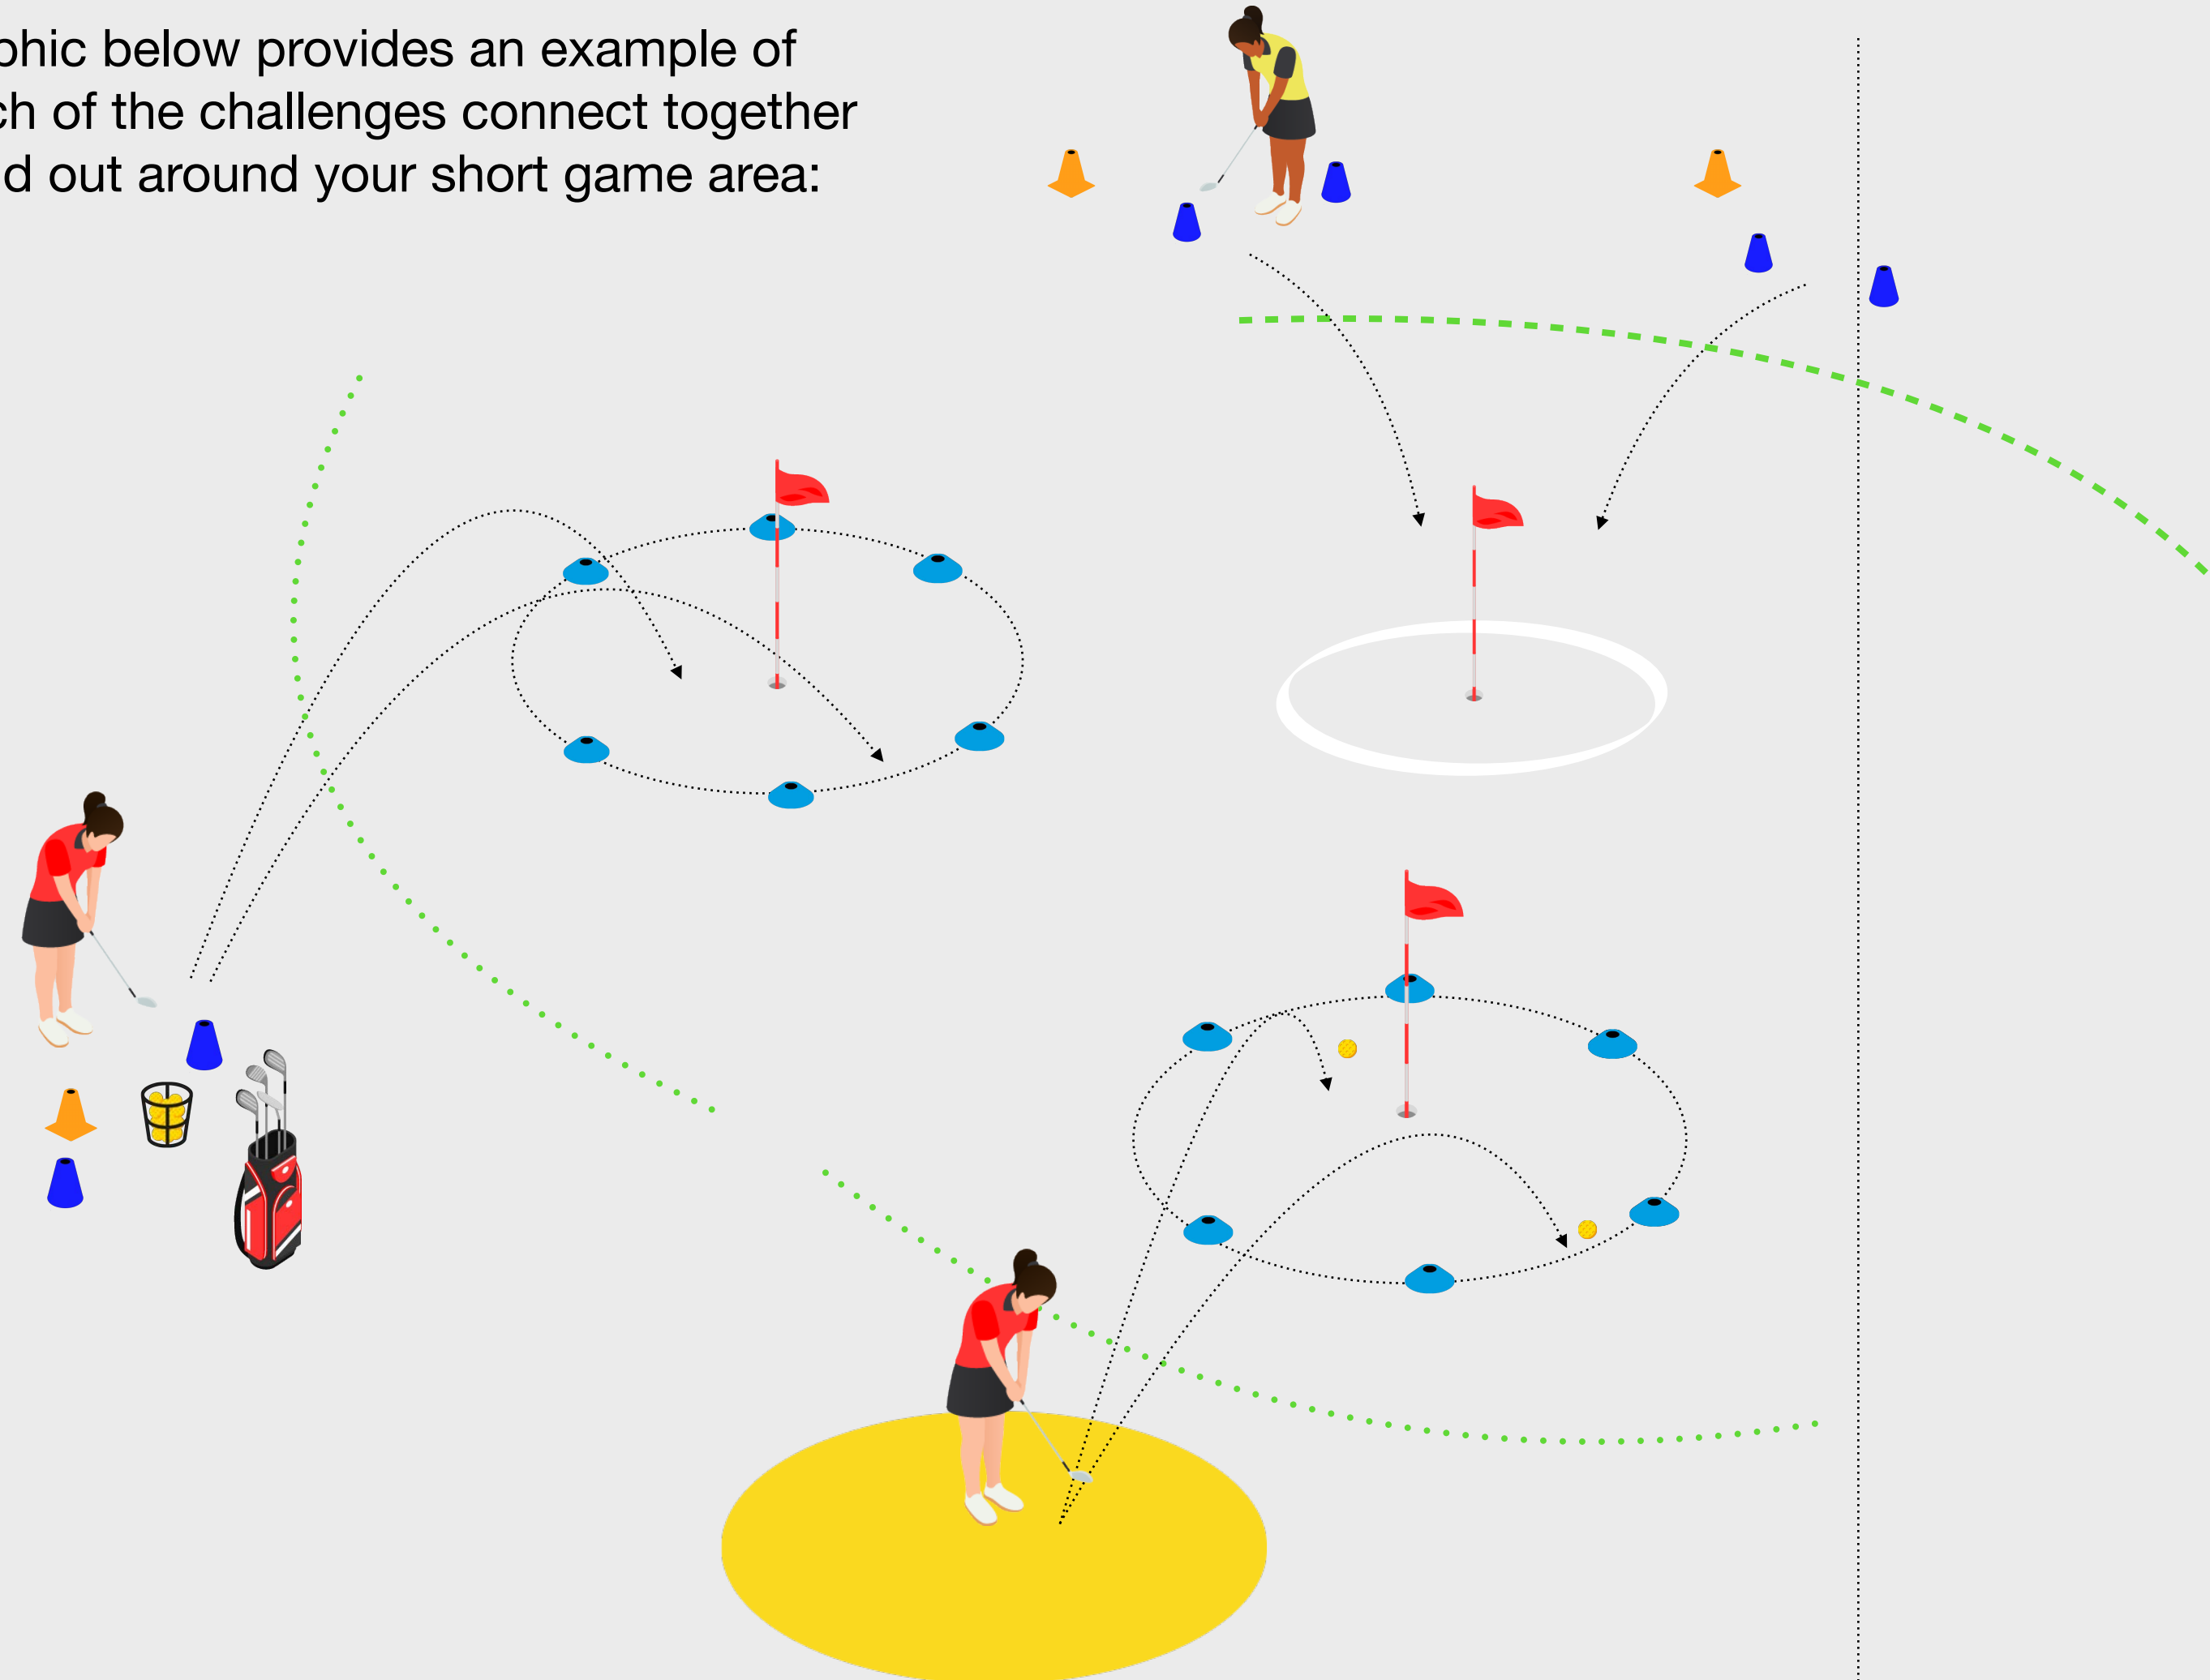 phic below provides an example of
ch of the challenges connect together
d out around your short game area: